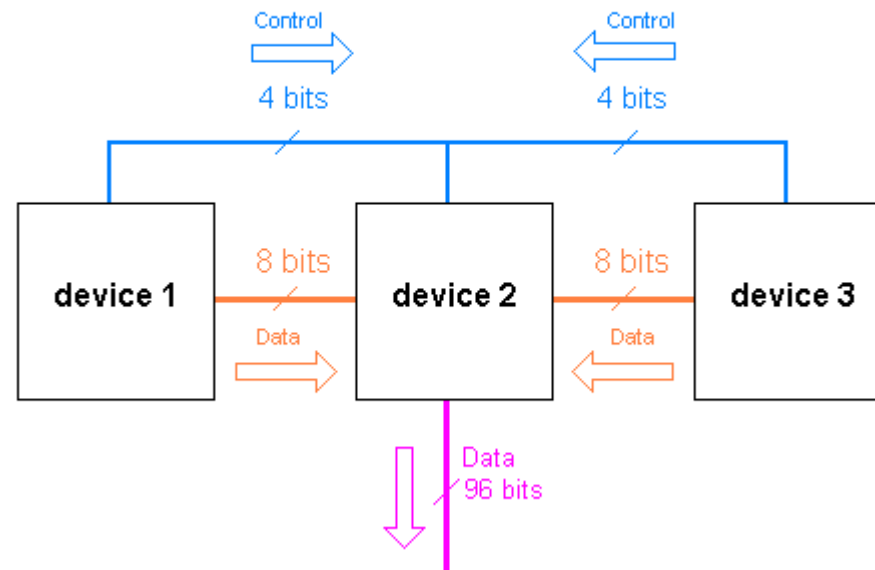 Control
Control
4 bits
4 bits
8 bits
8 bits
device 1
device 2
device 3
Data
Data
Data
96 bits